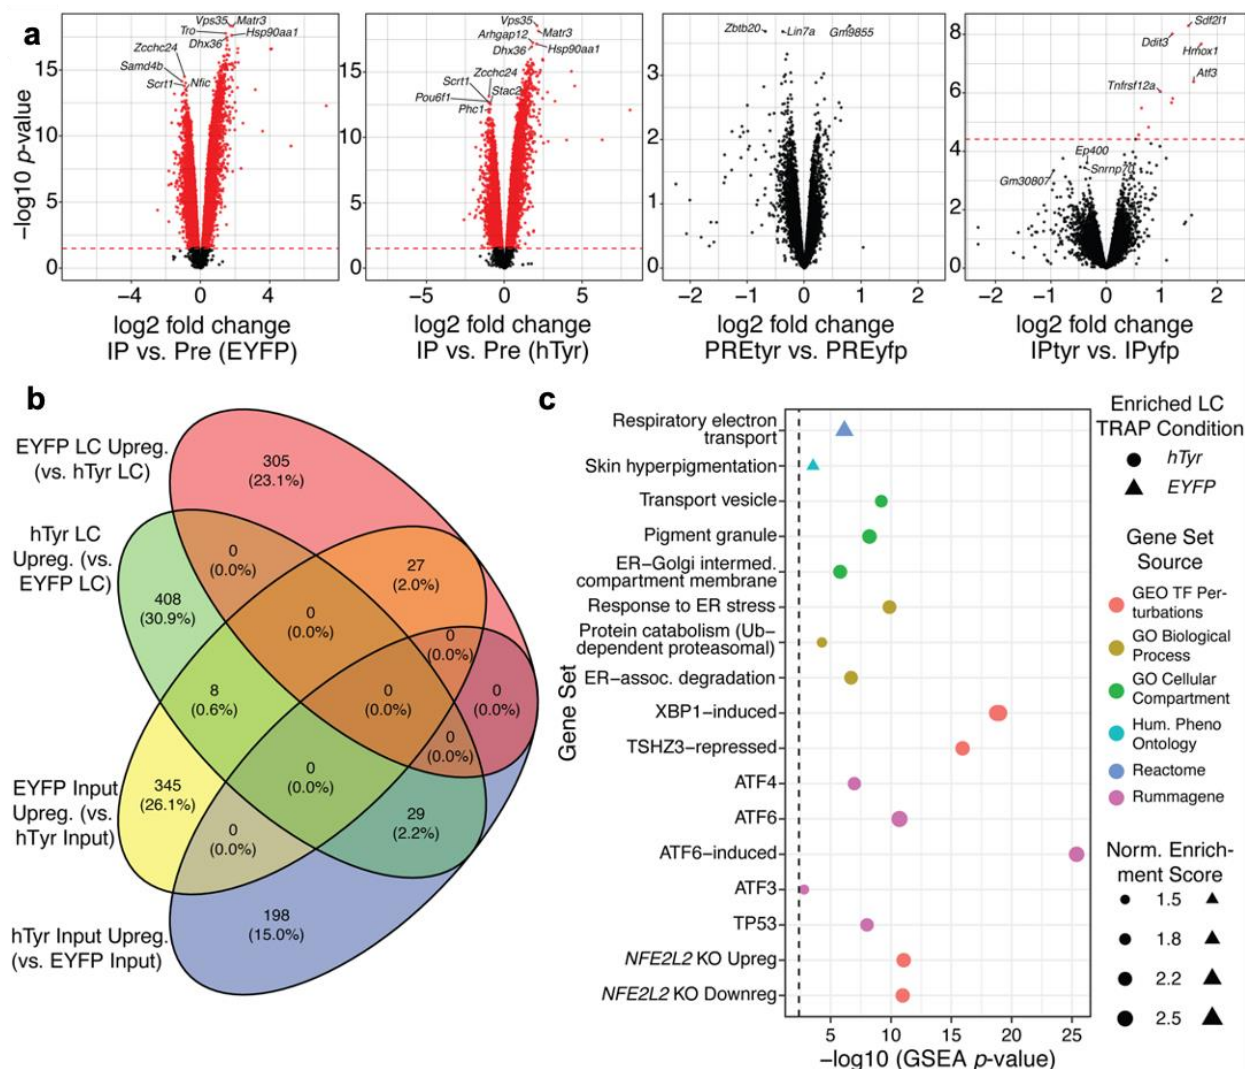 a
−log10 p-value
15
10
5
0
Vps35
Matr3
Tro
Hsp90aa1
Dhx36
Zcchc24
Samd4b
Scrt1
Nfic
−4
0
4
log2 fold change
IP vs. Pre (EYFP)
15
10
5
0
Vps35
Arhgap12
Matr3
Dhx36
Hsp90aa1
Zcchc24
Scrt1
Stac2
Pou6f1
Phc1
−5
0
5
log2 fold change
IP vs. Pre (hTyr)
3
2
1
0
Zbtb20
Lin7a
Gm9855
−2
−1
0
1
2
log2 fold change
PREtyr vs. PREyfp
8
6
4
2
0
Sdf2l1
Ddit3
Hmox1
Atf3
Tnfrsf12a
Ep400
Snrnp70
Gm30807
−2
−1
0
1
2
log2 fold change
IPtyr vs. IPyfp
b
EYFP LC Upreg.
(vs. hTyr LC)
hTyr LC
Upreg. (vs.
EYFP LC)
EYFP Input
Upreg. (vs.
hTyr Input)
hTyr Input Upreg.
(vs. EYFP Input)
305
(23.1%)
0
(0.0%)
27
(2.0%)
408
(30.9%)
0
(0.0%)
0
(0.0%)
8
(0.6%)
0
(0.0%)
0
(0.0%)
0
(0.0%)
345
(26.1%)
0
(0.0%)
29
(2.2%)
0
(0.0%)
198
(15.0%)
c
Gene Set
Respiratory electron
transport
Skin hyperpigmentation
Transport vesicle
Pigment granule
ER−Golgi intermed.
compartment membrane
Response to ER stress
Protein catabolism (Ub−
dependent proteasomal)
ER−assoc. degradation
XBP1−induced
TSHZ3−repressed
ATF4
ATF6
ATF6−induced
ATF3
TP53
NFE2L2 KO Upreg
NFE2L2 KO Downreg
5
10
15
20
25
−log10 (GSEA p-value)
Enriched LC
TRAP Condition
hTyr
EYFP
Gene Set
Source
GEO TF Per-
turbations
GO Biological
Process
GO Cellular
Compartment
Hum. Pheno
Ontology
Reactome
Rummagene
Norm. Enrich-
ment Score
1.5
1.8
2.2
2.5